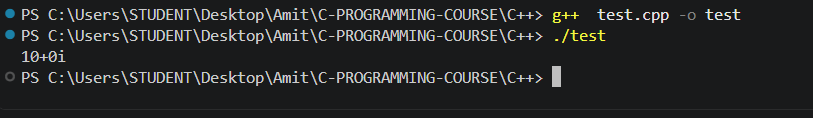 PS C:\Users\STUDENT\Desktop\Amit\C-PROGRAMMING-COURSE\C++> g++  test.cpp -o test
PS C:\Users\STUDENT\Desktop\Amit\C-PROGRAMMING-COURSE\C++> ./test
10+0i
PS C:\Users\STUDENT\Desktop\Amit\C-PROGRAMMING-COURSE\C++>